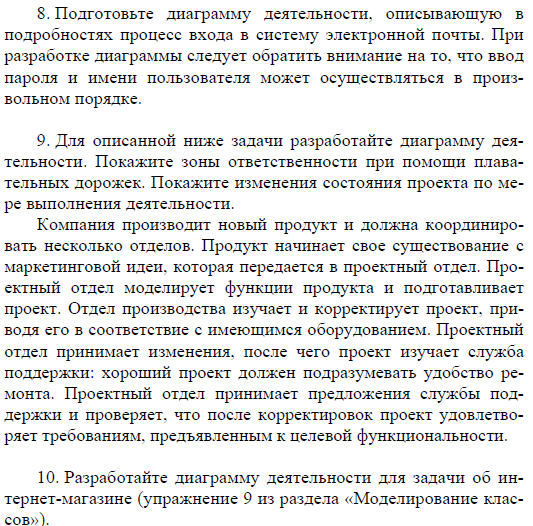 8. Подготовьте диаграмму деятельности, описывающую в
подробностях процесс входа в систему электронной почты. При
разработке диаграммы следует обратить внимание на то, что ввод
пароля и имени пользователя может осуществляться в произ-
вольном порядке.
9. Для описанной ниже задачи разработайте диаграмму дея-
тельности. Покажите зоны ответственности при помощи плава-
тельных дорожек. Покажите изменения состояния проекта по ме-
ре выполнения деятельности.
Компания производит новый продукт и должна координиро-
вать несколько отделов. Продукт начинает свое существование с
маркетинговой идеи, которая передается в проектный отдел. Про-
ектный отдел моделирует функции продукта и подготавливает
проект. Отдел производства изучает и корректирует проект, при-
водя его в соответствие с имеющимся оборудованием. Проектный
отдел принимает изменения, после чего проект изучает служба
поддержки: хороший проект должен подразумевать удобство ре-
монта. Проектный отдел принимает предложения службы под-
держки и проверяет, что после корректировок проект удовлетво-
ряет требованиям, предъявленным к целевой функциональности.
10. Разработайте диаграмму деятельности для задачи об ин-
тернет-магазине (упражнение 9 из раздела «Моделирование клас-
сов»).